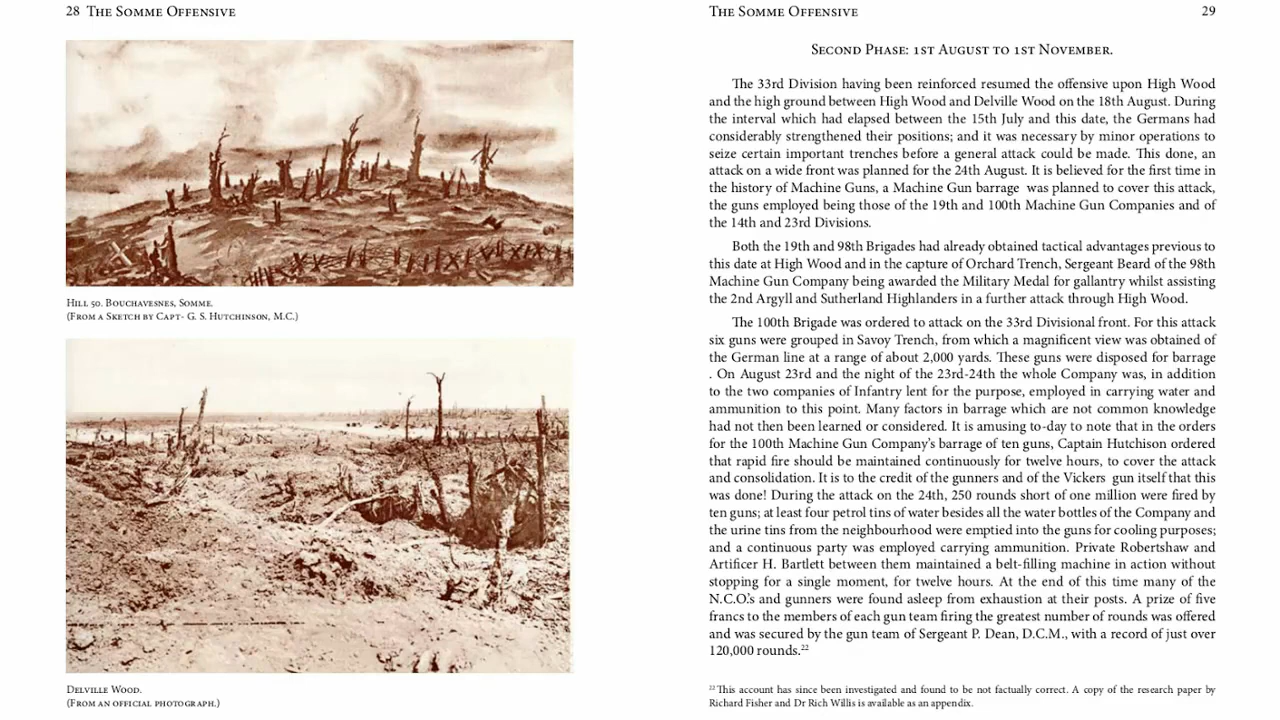 28 The Somme Offensive
Hill 50. Bouchavesnes, Somme.
(From a Sketch by Capt- G. S. Hutchinson, M.C.)
Delville Wood.
(From an official photograph.)
The Somme Offensive 29
Second Phase: 1st August to 1st November.
The 33rd Division having been reinforced resumed the offensive upon High Wood
and the high ground between High Wood and Delville Wood on the 18th August. During
the interval which had elapsed between the 15th July and this date, the Germans had
considerably strengthened their positions; and it was necessary by minor operations to
seize certain important trenches before a general attack could be made. This done, an
attack on a wide front was planned for the 24th August. It is believed for the first time in
the history of Machine Guns, a Machine Gun barrage was planned to cover this attack,
the guns employed being those of the 19th and 100th Machine Gun Companies and of
the 14th and 23rd Divisions.
Both the 19th and 98th Brigades had already obtained tactical advantages previous to
this date at High Wood and in the capture of Orchard Trench, Sergeant Beard of the 98th
Machine Gun Company being awarded the Military Medal for gallantry whilst assisting
the 2nd Argyll and Sutherland Highlanders in a further attack through High Wood.
The 100th Brigade was ordered to attack on the 33rd Divisional front. For this attack
six guns were grouped in Savoy Trench, from which a magnificent view was obtained of
the German line at a range of about 2,000 yards. These guns were disposed for barrage
. On August 23rd and the night of the 23rd-24th the whole Company was, in addition
to the two companies of Infantry lent for the purpose, employed in carrying water and
ammunition to this point. Many factors in barrage which are not common knowledge
had not then been learned or considered. It is amusing to-day to note that in the orders
for the 100th Machine Gun Company's barrage of ten guns, Captain Hutchison ordered
that rapid fire should be maintained continuously for twelve hours, to cover the attack
and consolidation. It is to the credit of the gunners and of the Vickers gun itself that this
was done! During the attack on the 24th, 250 rounds short of one million were fired by
ten guns; at least four petrol tins of water besides all the water bottles of the Company and
the urine tins from the neighbourhood were emptied into the guns for cooling purposes;
and a continuous party was employed carrying ammunition. Private Robertshaw and
Artificer H. Bartlett between them maintained a belt-filling machine in action without
stopping for a single moment, for twelve hours. At the end of this time many of the
N.C.O.'s and gunners were found asleep from exhaustion at their posts. A prize of five
francs to the members of each gun team firing the greatest number of rounds was offered
and was secured by the gun team of Sergeant P. Dean, D.C.M., with a record of just over
120,000 rounds.22
22 This account has since been investigated and found to be not factually correct. A copy of the research paper by
Richard Fisher and Dr Rich Willis is available as an appendix.